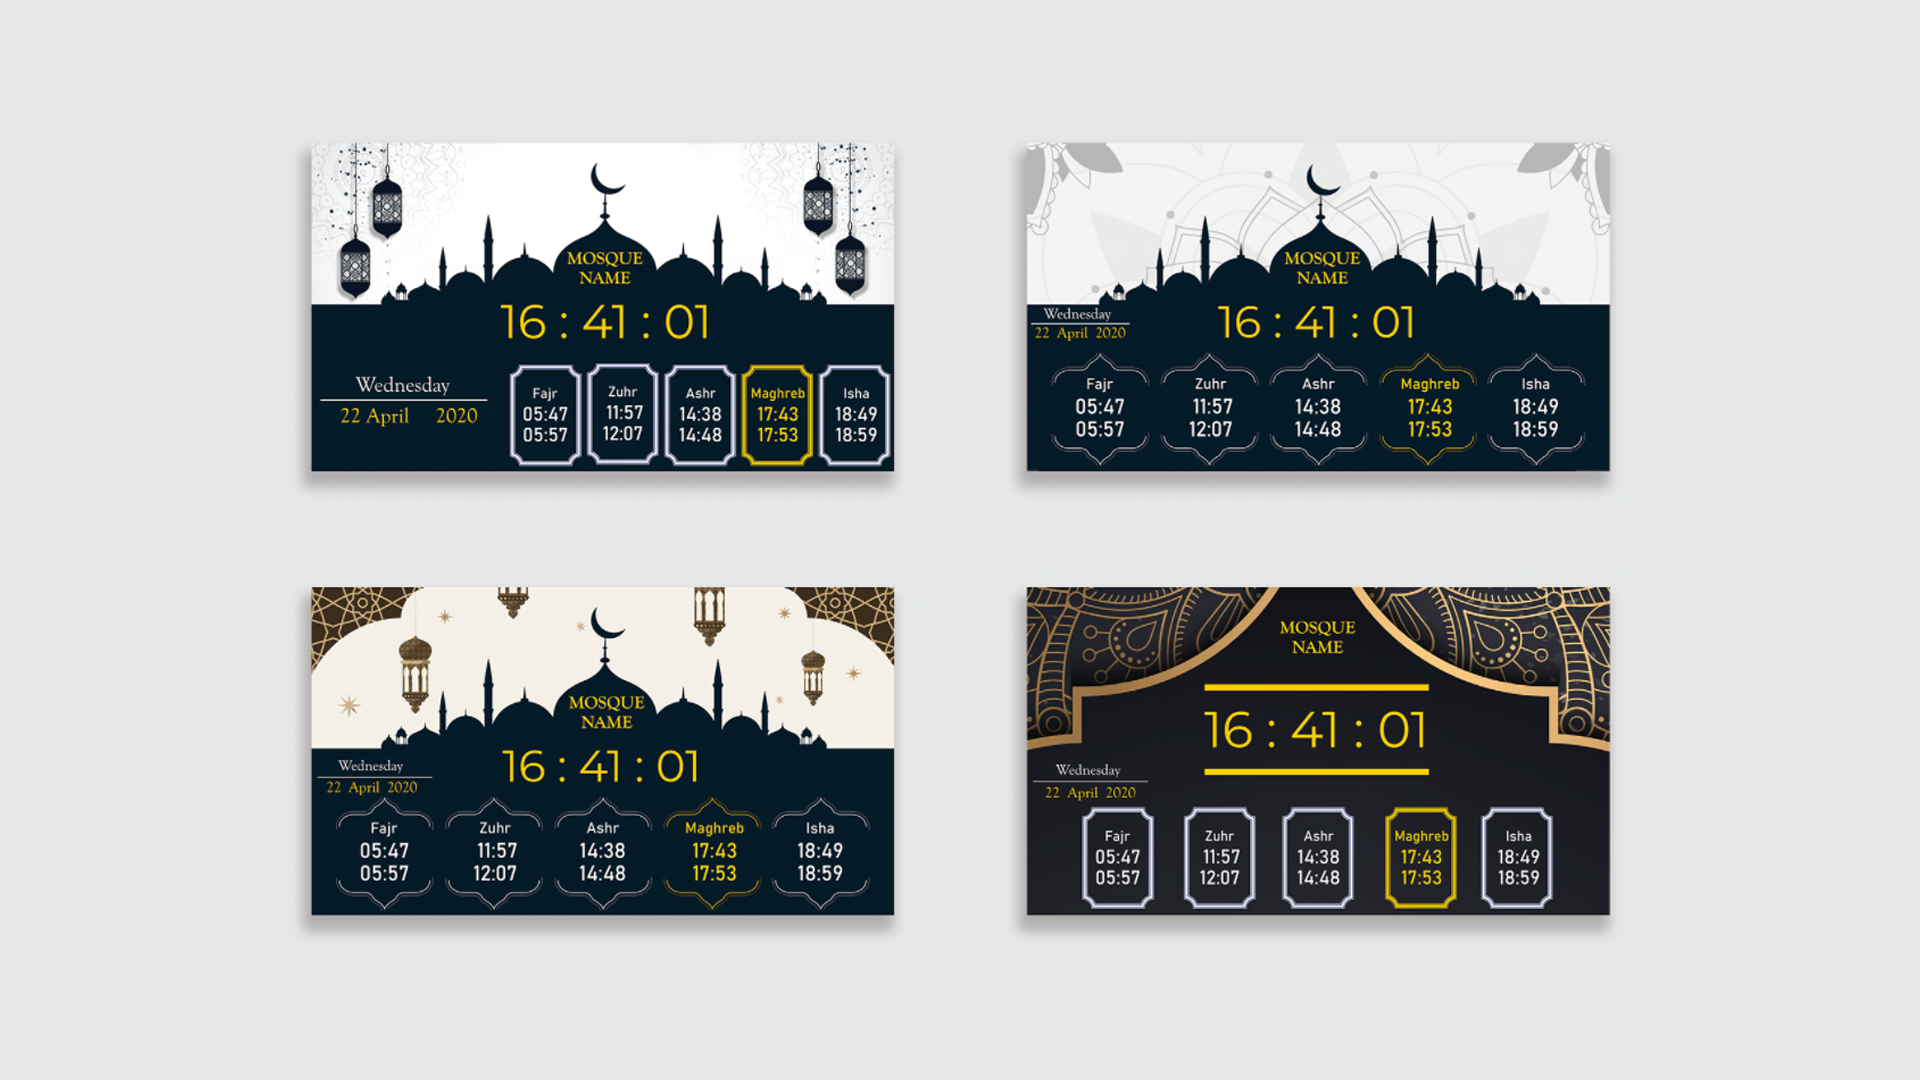 MOSQUE
NAME
16 : 41 : 01
Wednesday
22 April 2020
Fajr
05:47
05:57
Zuhr
11:57
12:07
Ashr
14:38
14:48
Maghreb
17:43
17:53
Isha
18:49
18:59
MOSQUE
NAME
16 : 41 : 01
Wednesday
22 April 2020
Fajr
05:47
05:57
Zuhr
11:57
12:07
Ashr
14:38
14:48
Maghreb
17:43
17:53
Isha
18:49
18:59
MOSQUE
NAME
16 : 41 : 01
Wednesday
22 April 2020
Fajr
05:47
05:57
Zuhr
11:57
12:07
Ashr
14:38
14:48
Maghreb
17:43
17:53
Isha
18:49
18:59
MOSQUE
NAME
16 : 41 : 01
Wednesday
22 April 2020
Fajr
05:47
05:57
Zuhr
11:57
12:07
Ashr
14:38
14:48
Maghreb
17:43
17:53
Isha
18:49
18:59